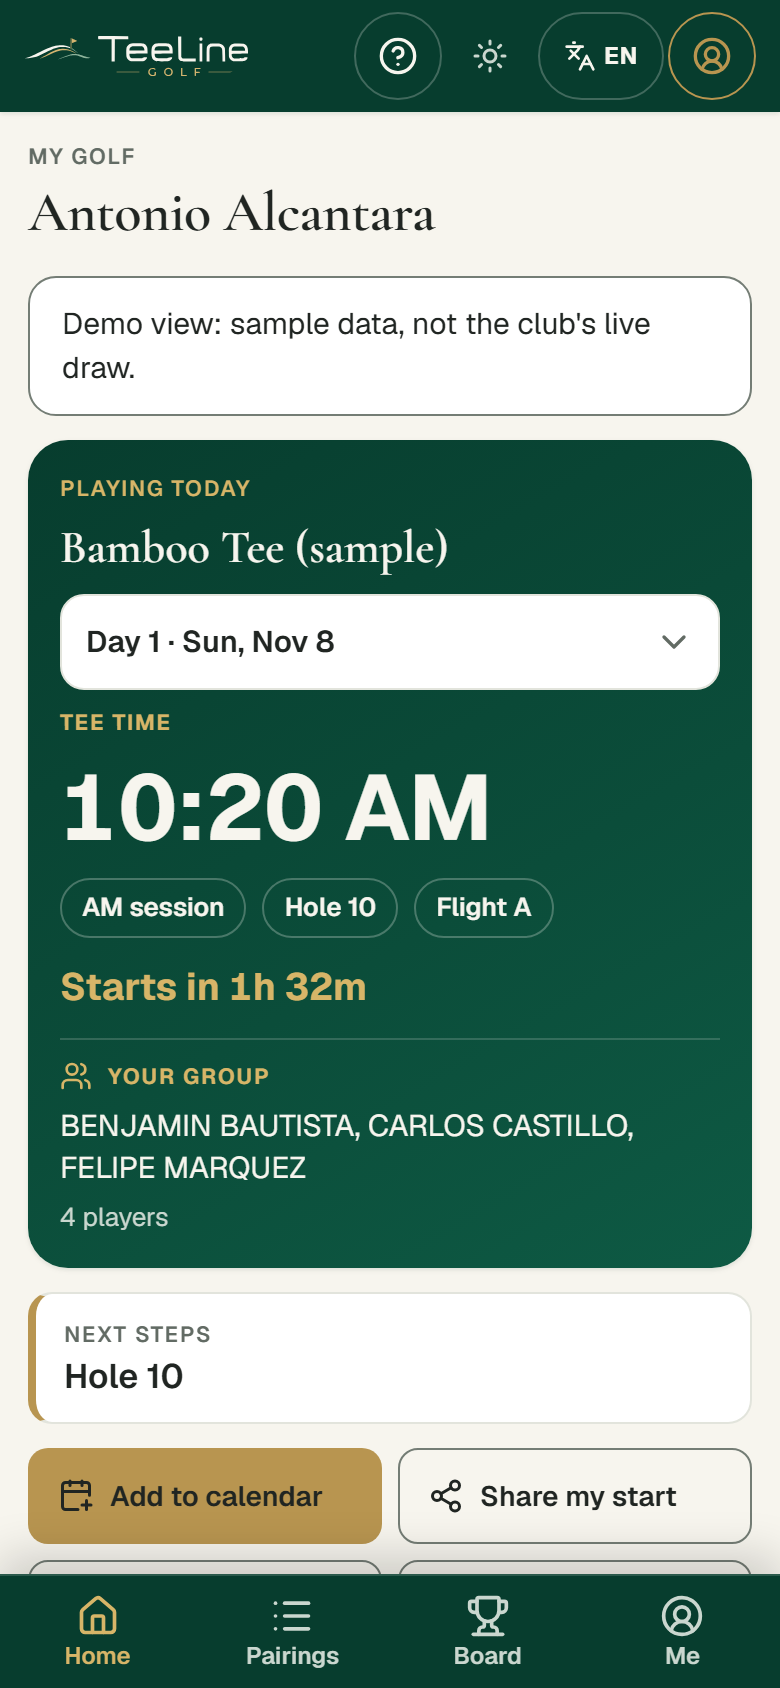 TeeLine
GOLF
EN
MY GOLF
Antonio Alcantara
Demo view: sample data, not the club's live
draw.
PLAYING TODAY
Bamboo Tee (sample)
Day 1 · Sun, Nov 8
TEE TIME
10:20 AM
AM session
Hole 10
Flight A
Starts in 1h 32m
YOUR GROUP
BENJAMIN BAUTISTA, CARLOS CASTILLO,
FELIPE MARQUEZ
4 players
NEXT STEPS
Hole 10
Add to calendar
Share my start
Home
Pairings
Board
Me